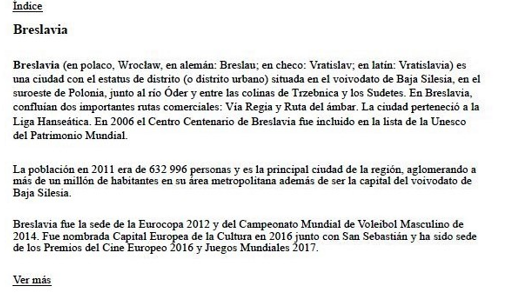 Indice
Breslavia
Breslavia (en polaco, Wrocław, en alemán: Breslau; en checo: Vratislav; en latín: Vratislavia) es
una ciudad con el estatus de distrito (o distrito urbano) situada en el voivodato de Baja Silesia, en el
suroeste de Polonia, junto al río Óder y entre las colinas de Trzebnica y los Sudetes. En Breslavia,
confluían dos importantes rutas comerciales: Vía Regia y Ruta del ámbar. La ciudad perteneció a la
Liga Hanseática. En 2006 el Centro Centenario de Breslavia fue incluido en la lista de la Unesco
del Patrimonio Mundial.
La población en 2011 era de 632 996 personas y es la principal ciudad de la región, aglomerando a
más de un millón de habitantes en su área metropolitana además de ser la capital del voivodato de
Baja Silesia.
Breslavia fue la sede de la Eurocopa 2012 y del Campeonato Mundial de Voleibol Masculino de
2014. Fue nombrada Capital Europea de la Cultura en 2016 junto con San Sebastián y ha sido sede
de los Premios del Cine Europeo 2016 y Juegos Mundiales 2017.
Ver más